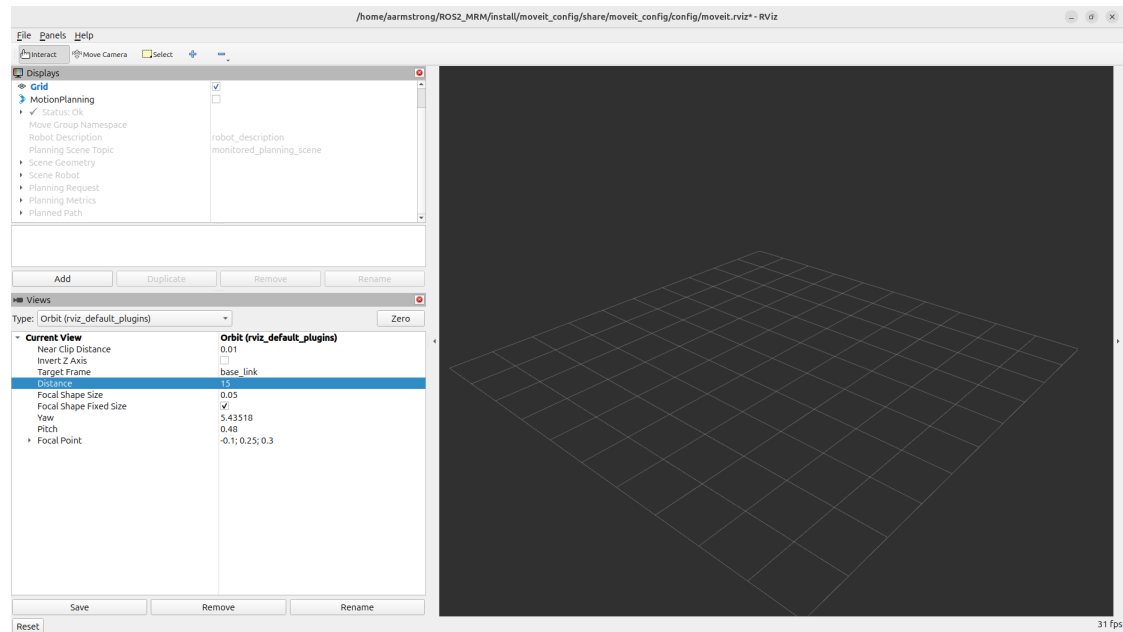 /home/aarmstrong/ROS2_MRM/install/moveit_config/share/moveit_config/config/moveit.rviz* - RViz
File Panels Help
Interact Move Camera Select
Displays
Grid
MotionPlanning
Status: Ok
Move Group Namespace
Robot Description robot_description
Planning Scene Topic monitored_planning_scene
Scene Geometry
Scene Robot
Planning Request
Planning Metrics
Planned Path
Add Duplicate Remove Rename
Views
Type: Orbit (rviz_default_plugins) Zero
Current View Orbit (rviz_default_plugins)
Near Clip Distance 0.01
Invert Z Axis
Target Frame base_link
Distance 15
Focal Shape Size 0.05
Focal Shape Fixed Size
Yaw 5.43518
Pitch 0.48
Focal Point -0.1; 0.25; 0.3
Save Remove Rename
Reset 31 fps